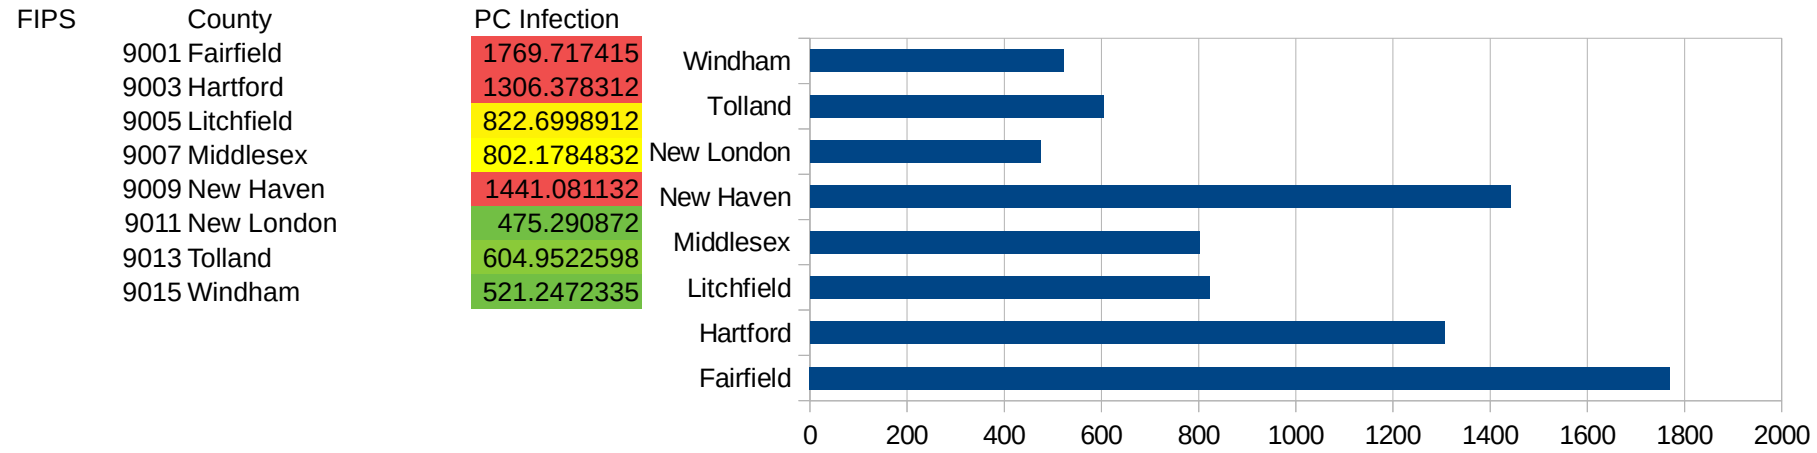 FIPS County PC Infection
9001 Fairfield 1769.717415
9003 Hartford 1306.378312
9005 Litchfield 822.6998912
9007 Middlesex 802.1784832
9009 New Haven 1441.081132
9011 New London 475.290872
9013 Tolland 604.9522598
9015 Windham 521.2472335
Windham
Tolland
New London
New Haven
Middlesex
Litchfield
Hartford
Fairfield
0 200 400 600 800 1000 1200 1400 1600 1800 2000